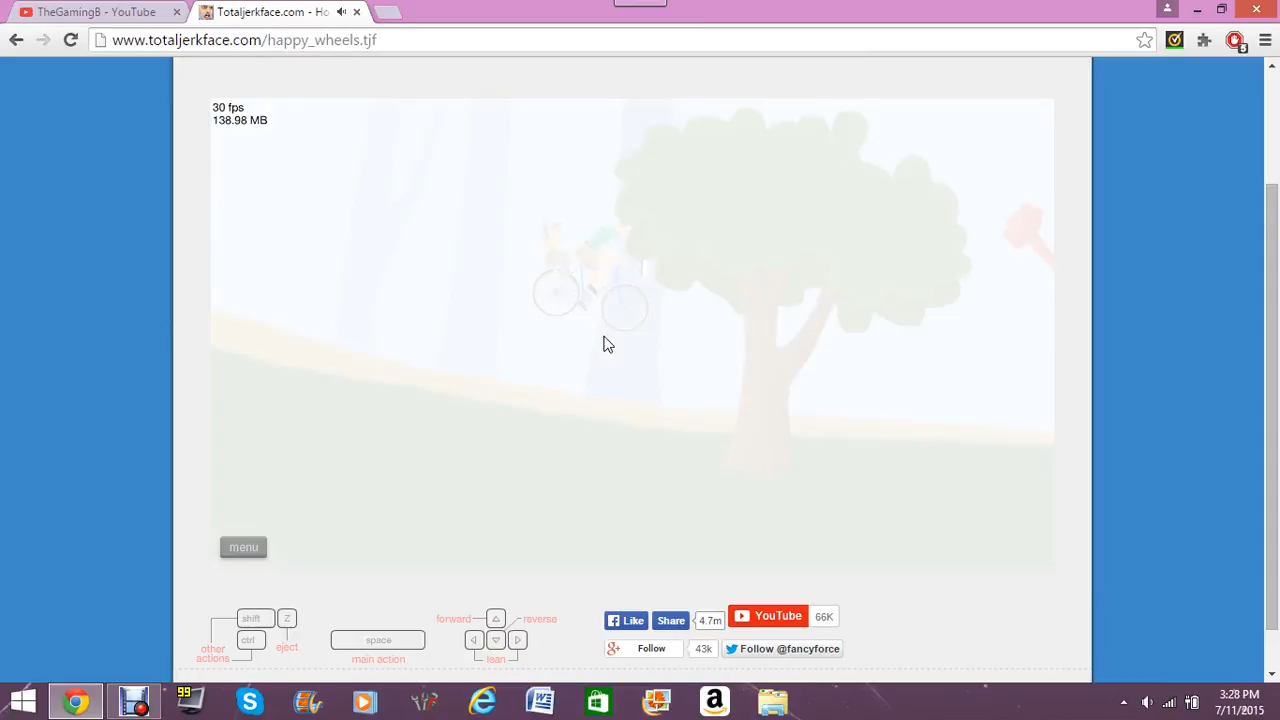 TheGamingB - YouTube
Totaljerkface.com - Ho
www.totaljerkface.com/happy_wheels.tjf
30 fps
138.98 MB
menu
shift
Z
ctrl
other actions
eject
space
main action
forward
reverse
lean
Like
Share
4.7m
YouTube
66K
Follow
43k
Follow @fancyforce
99
3:28 PM
7/11/2015